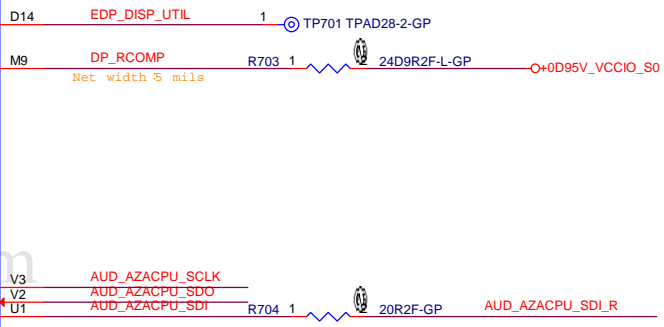 D14 EDP_DISP_UTIL 1 TP701 TPAD28-2-GP
M9 DP_RCOMP R703 1 2 24D9R2F-L-GP +0D95V_VCCIO_S0
Net width 5 mils
m
V3 AUD_AZACPU_SCLK
V2 AUD_AZACPU_SDO
U1 AUD_AZACPU_SDI R704 1 2 20R2F-GP AUD_AZACPU_SDI_R